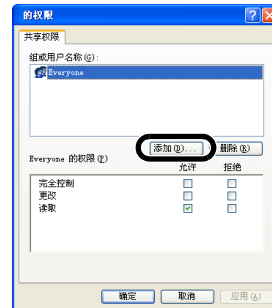 的权限
共享权限
组或用户名称(G):
Everyone
添加(D)...
删除(R)
Everyone 的权限(P)
允许
拒绝
完全控制
更改
读取
确定
取消
应用(A)